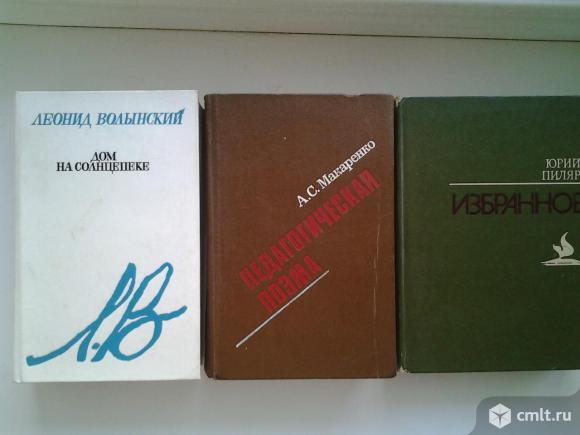 ЛЕОНИД ВОЛЫНСКИЙ
ДОМ
НА СОЛНЦЕПЕКЕ
Л.В
А.С. Макаренко
ПЕДАГОГИЧЕСКАЯ
ПОЭМА
ЮРИЙ
ПИЛЯР
ИЗБРАННОЕ
cmlt.ru